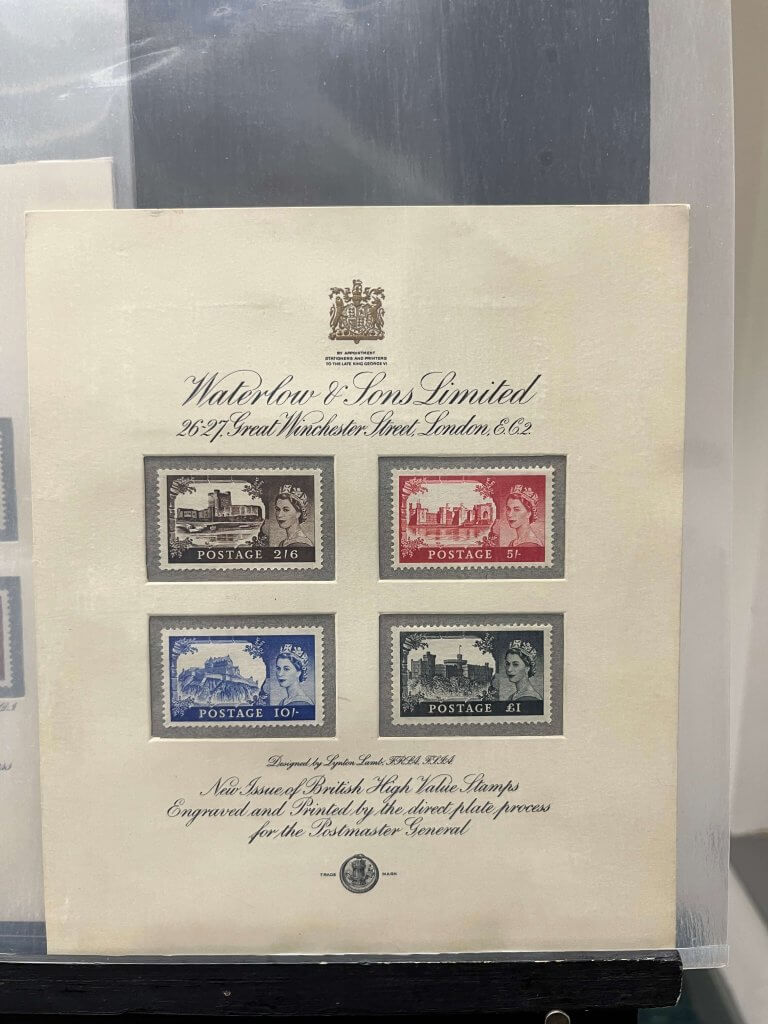 BY APPOINTMENT
STATIONERS AND PRINTERS
TO THE LATE KING GEORGE VI
Waterlow & Sons Limited
26-27, Great Winchester Street, London, E.C.2.
POSTAGE 2/6
POSTAGE 5/-
POSTAGE 10/-
POSTAGE £1
Designed by Lynton Lamb,
New Issue of British High Value Stamps
Engraved and Printed by the direct plate process
for the Postmaster General
TRADE MARK